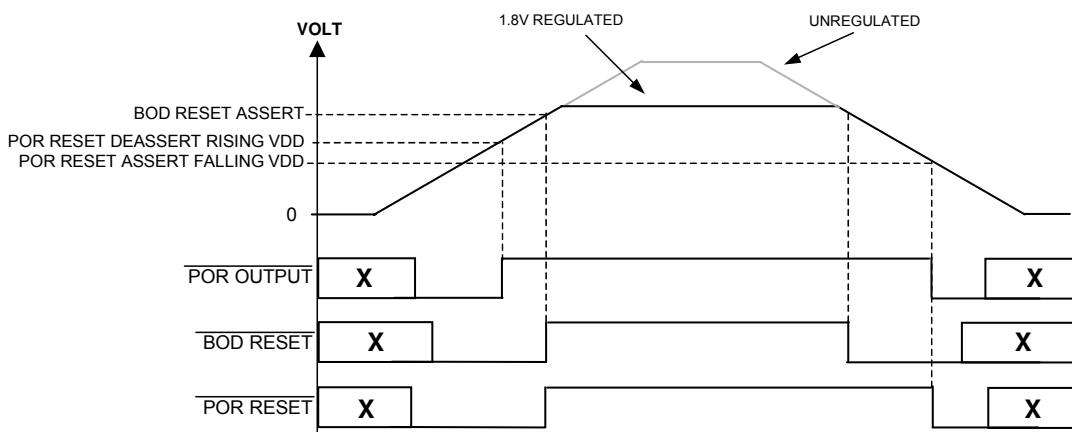 1.8V REGULATED
UNREGULATED
VOLT
BOD RESET ASSERT
POR RESET DEASSERT RISING VDD
POR RESET ASSERT FALLING VDD
0
POR OUTPUT
X
X
BOD RESET
X
X
POR RESET
X
X